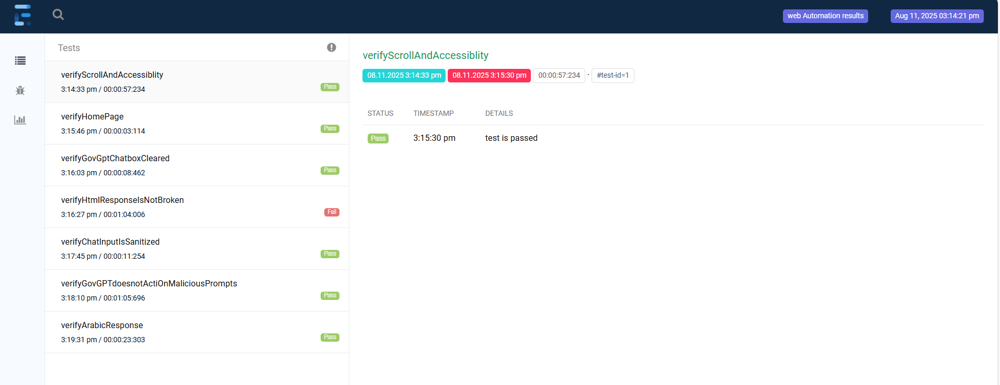 web Automation results
Aug 11, 2025 03:14:21 pm
Tests
verifyScrollAndAccessiblity
3:14:33 pm / 00:00:57:234
Pass
verifyHomePage
3:15:46 pm / 00:00:03:114
Pass
verifyGovGptChatboxCleared
3:16:03 pm / 00:00:08:462
Pass
verifyHtmlResponseIsNotBroken
3:16:27 pm / 00:01:04:006
Fail
verifyChatInputIsSanitized
3:17:45 pm / 00:00:11:254
Pass
verifyGovGPTdoesnotActiOnMaliciousPrompts
3:18:10 pm / 00:01:05:696
Pass
verifyArabicResponse
3:19:31 pm / 00:00:23:303
Pass
verifyScrollAndAccessiblity
08.11.2025 3:14:33 pm 08.11.2025 3:15:30 pm 00:00:57:234 · #test-id=1
STATUS TIMESTAMP DETAILS
Pass 3:15:30 pm test is passed